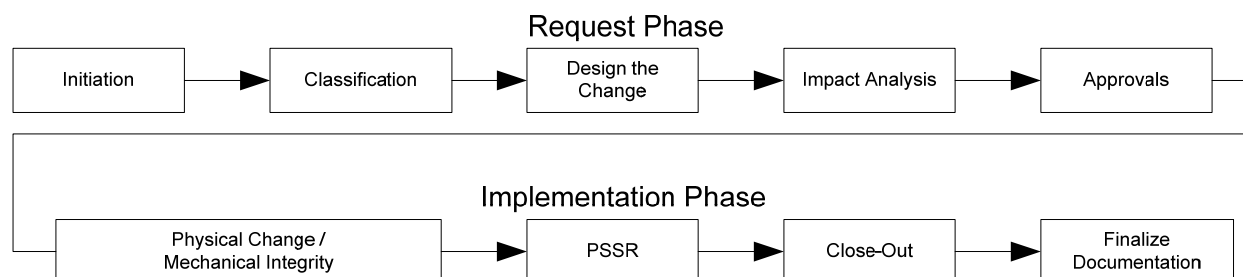 Request Phase
Initiation
Classification
Design the
Change
Impact Analysis
Approvals
Implementation Phase
Physical Change /
Mechanical Integrity
PSSR
Close-Out
Finalize
Documentation